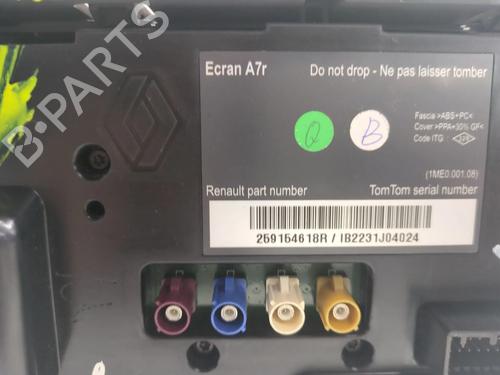 B-PARTS
Ecran A7r
Do not drop - Ne pas laisser tomber
Q
B
Fascia >ABS+PC<
Cover >PPA+30% GF<
Code ITG
(1ME0.001.08)
Renault part number
TomTom serial number
259154618R / IB2231J04024
B-PARTS